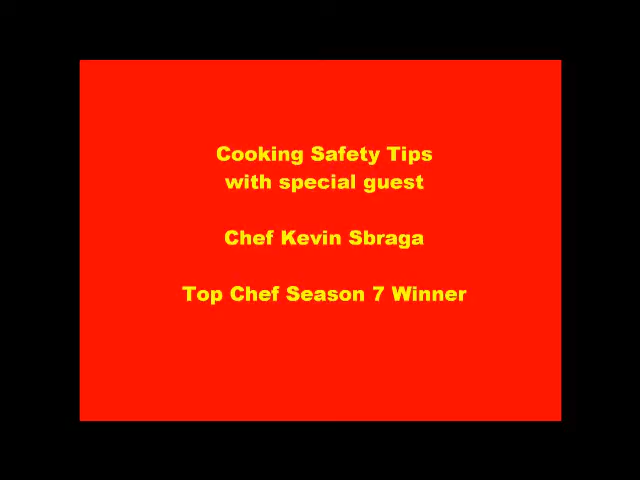 Cooking Safety Tips
with special guest
Chef Kevin Sbraga
Top Chef Season 7 Winner